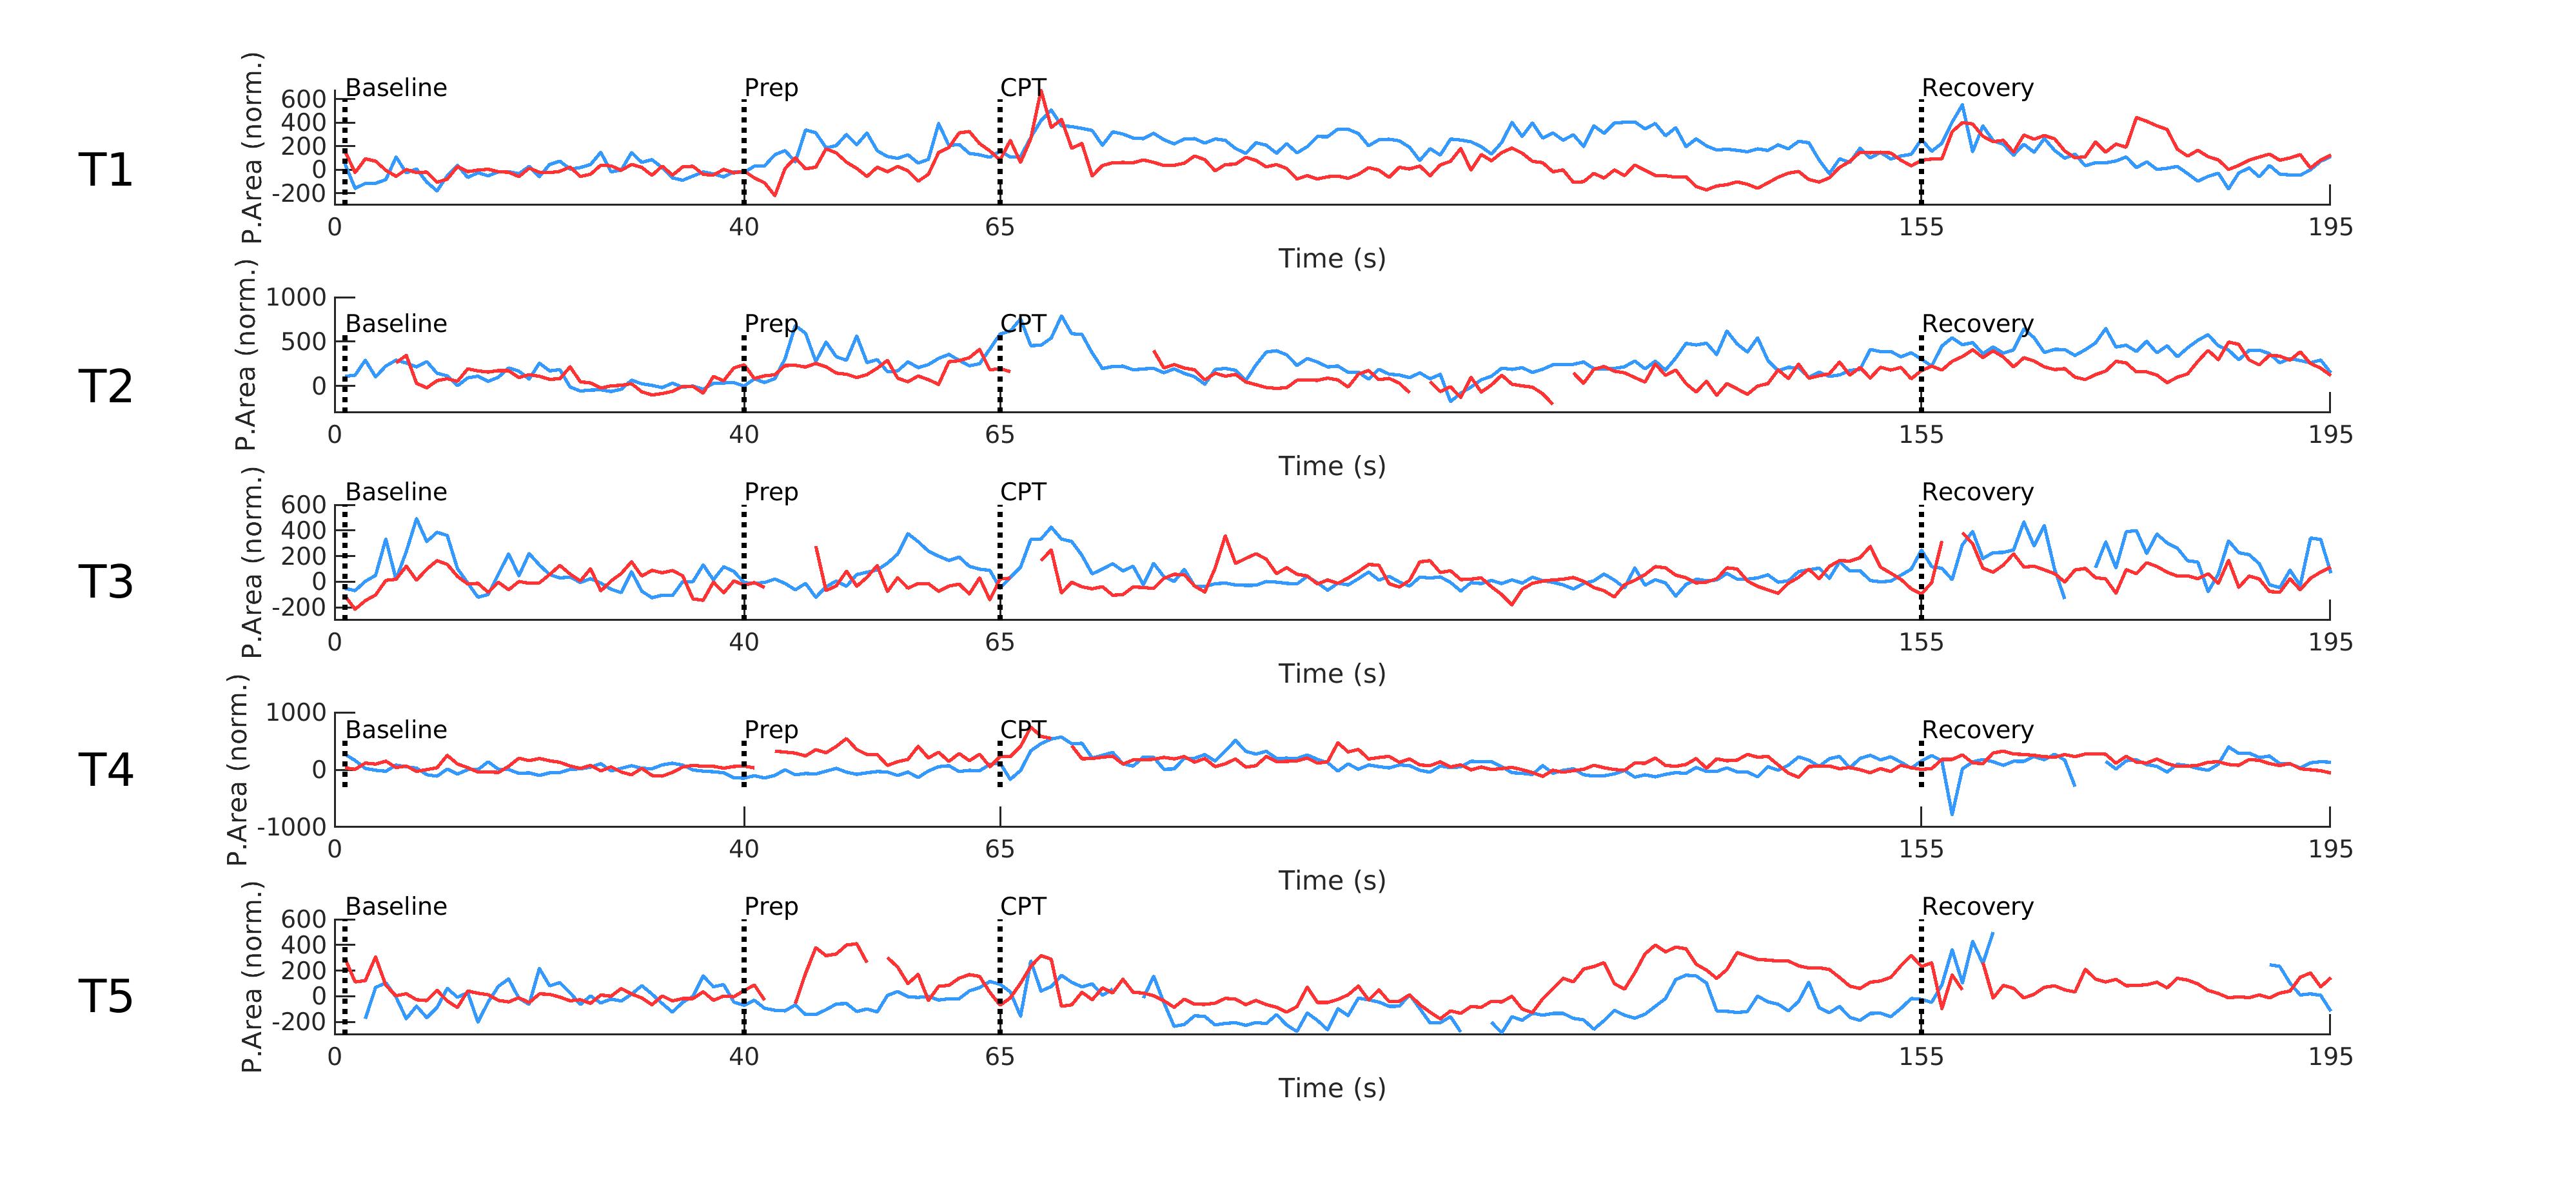 T1
P.Area (norm.)
600
400
200
0
-200
Baseline
Prep
CPT
Recovery
0
40
65
155
195
Time (s)
T2
P.Area (norm.)
1000
500
0
Baseline
Prep
CPT
Recovery
0
40
65
155
195
Time (s)
T3
P.Area (norm.)
600
400
200
0
-200
Baseline
Prep
CPT
Recovery
0
40
65
155
195
Time (s)
T4
P.Area (norm.)
1000
0
-1000
Baseline
Prep
CPT
Recovery
0
40
65
155
195
Time (s)
T5
P.Area (norm.)
600
400
200
0
-200
Baseline
Prep
CPT
Recovery
0
40
65
155
195
Time (s)